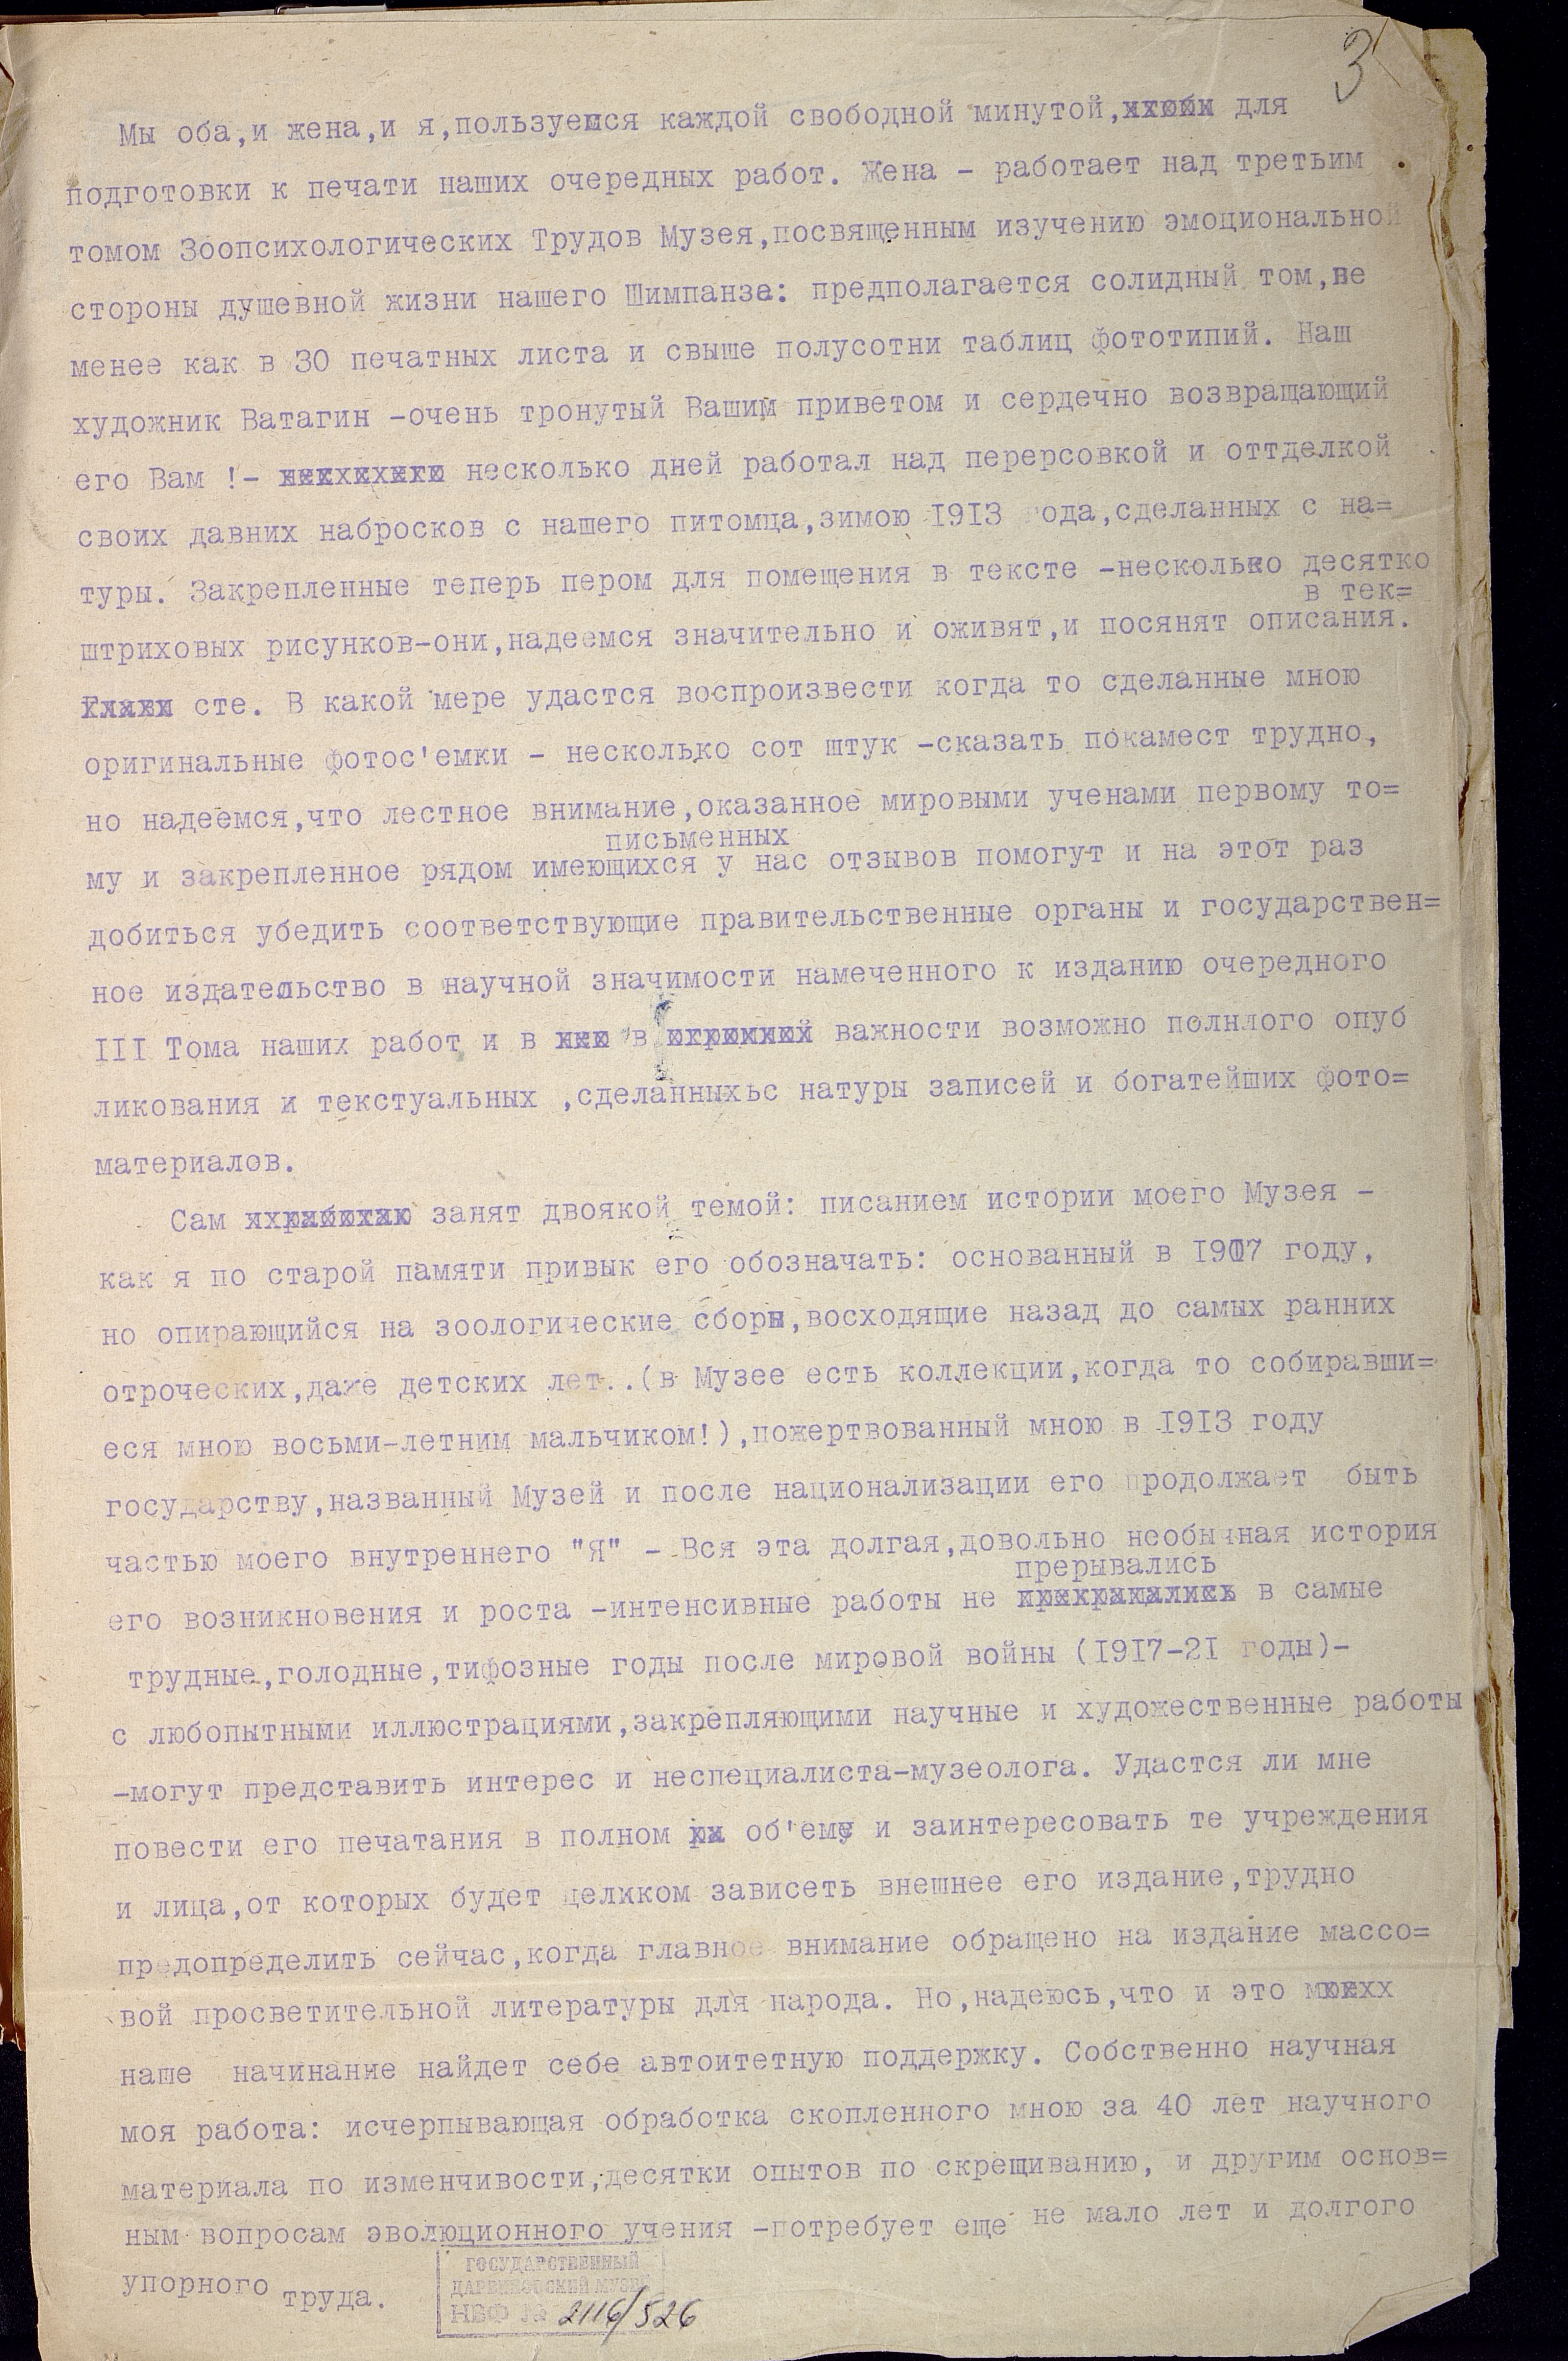 3
Мы оба,и жена,и я,пользуемся каждой свободной минутой, для
подготовки к печати наших очередных работ. Жена - работает над третьим
томом Зоопсихологических Трудов Музея,посвященным изучению эмоциональной
стороны душевной жизни нашего Шимпанзе: предполагается солидный том,не
менее как в 30 печатных листа и свыше полусотни таблиц фототипий. Наш
художник Ватагин -очень тронутый Вашим приветом и сердечно возвращающий
его Вам !- несколько дней работал над перерсовкой и оттделкой
своих давних набросков с нашего питомца,зимою 1913 года,сделанных с на=
туры. Закрепленные теперь пером для помещения в тексте -несколько десятко
в тек=
штриховых рисунков-они,надеемся значительно и оживят,и посянят описания.
сте. В какой мере удастся воспроизвести когда то сделанные мною
оригинальные фотос'емки - несколько сот штук -сказать покамест трудно,
но надеемся,что лестное внимание,оказанное мировыми ученами первому то=
письменных
му и закрепленное рядом имеющихся у нас отзывов помогут и на этот раз
добиться убедить соответствующие правительственные органы и государствен=
ное издательство в научной значимости намеченного к изданию очередного
III Тома наших работ и в в важности возможно полнлого опуб
ликования и текстуальных ,сделанныхьс натуры записей и богатейших фото=
материалов.
Сам занят двоякой темой: писанием истории моего Музея -
как я по старой памяти привык его обозначать: основанный в 1907 году,
но опирающийся на зоологические сборы,восходящие назад до самых ранних
отроческих,даже детских лет..(в Музее есть коллекции,когда то собиравши=
еся мною восьми-летним мальчиком!),пожертвованный мною в 1913 году
государству,названный Музей и после национализации его продолжает быть
частью моего внутреннего "Я" - Вся эта долгая,довольно необычная история
прерывались
его возникновения и роста -интенсивные работы не прекращались в самые
трудные,голодные,тифозные годы после мировой войны (1917-21 годы)-
с любопытными иллюстрациями,закрепляющими научные и художественные работы
-могут представить интерес и неспециалиста-музеолога. Удастся ли мне
повести его печатания в полном об'ему и заинтересовать те учреждения
и лица,от которых будет целиком зависеть внешнее его издание,трудно
предопределить сейчас,когда главное внимание обращено на издание массо=
вой просветительной литературы для народа. Но,надеюсь,что и это
наше начинание найдет себе автоитетную поддержку. Собственно научная
моя работа: исчерпывающая обработка скопленного мною за 40 лет научного
материала по изменчивости,десятки опытов по скрещиванию, и другим основ=
ным вопросам эволюционного учения -потребует еще не мало лет и долгого
упорного труда.
ГОСУДАРСТВЕННЫЙ
ДАРВИНОВСКИЙ МУЗЕЙ
НВФ № 2116/526